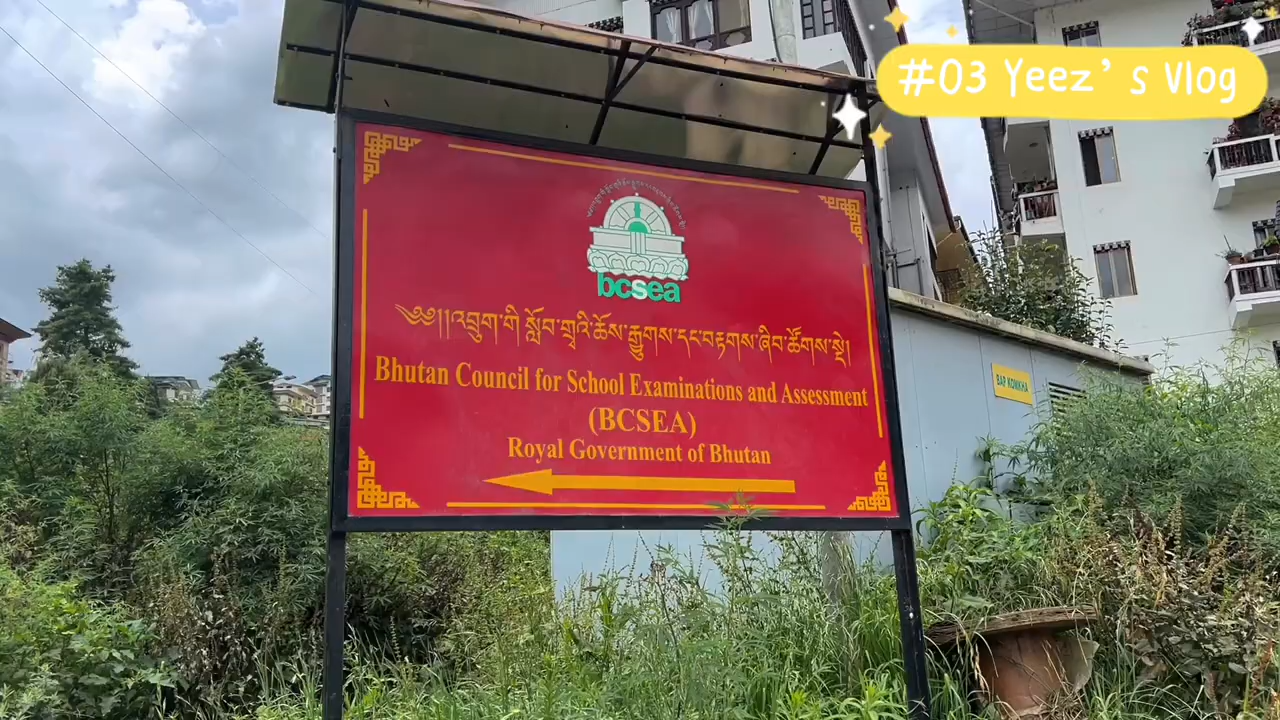 #03 Yeez’s Vlog
bcsea
༄།།འབྲུག་གི་སློབ་གྲྭའི་ཆོས་རྒྱུགས་དང་བརྟགས་ཞིབ་ཚོགས་སྡེ།
Bhutan Council for School Examinations and Assessment
(BCSEA)
Royal Government of Bhutan
BAP KOMKHA